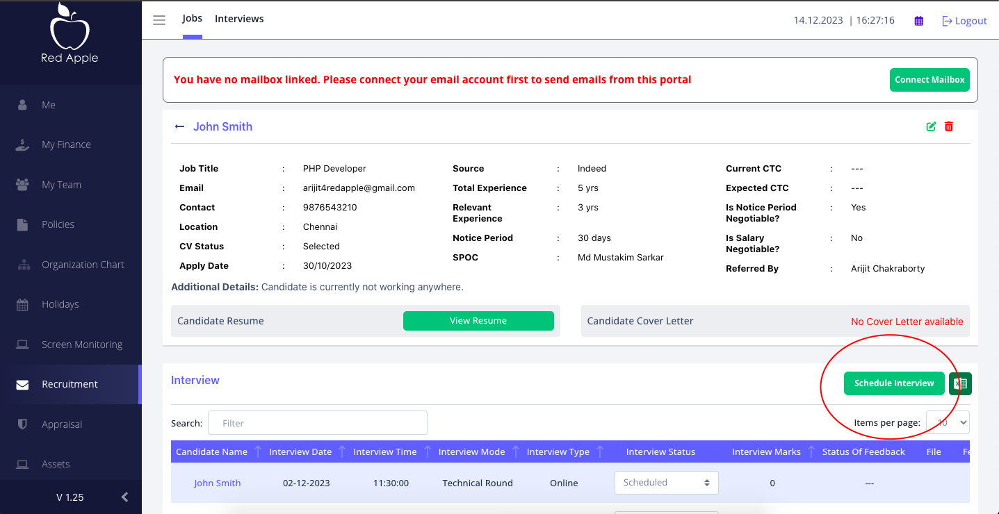 Red Apple
Me
My Finance
My Team
Policies
Organization Chart
Holidays
Screen Monitoring
Recruitment
Appraisal
Assets
V 1.25
Jobs Interviews 14.12.2023 | 16:27:16 Logout
You have no mailbox linked. Please connect your email account first to send emails from this portal Connect Mailbox
John Smith
Job Title : PHP Developer
Email : arijit4redapple@gmail.com
Contact : 9876543210
Location : Chennai
CV Status : Selected
Apply Date : 30/10/2023
Source : Indeed
Total Experience : 5 yrs
Relevant : 3 yrs
Experience
Notice Period : 30 days
SPOC : Md Mustakim Sarkar
Current CTC : ---
Expected CTC : ---
Is Notice Period : Yes
Negotiable?
Is Salary : No
Negotiable?
Referred By : Arijit Chakraborty
Additional Details: Candidate is currently not working anywhere.
Candidate Resume View Resume Candidate Cover Letter No Cover Letter available
Interview Schedule Interview
Search: Filter Items per page: 10
Candidate Name Interview Date Interview Time Interview Mode Interview Type Interview Status Interview Marks Status Of Feedback File
John Smith 02-12-2023 11:30:00 Technical Round Online Scheduled 0 ---